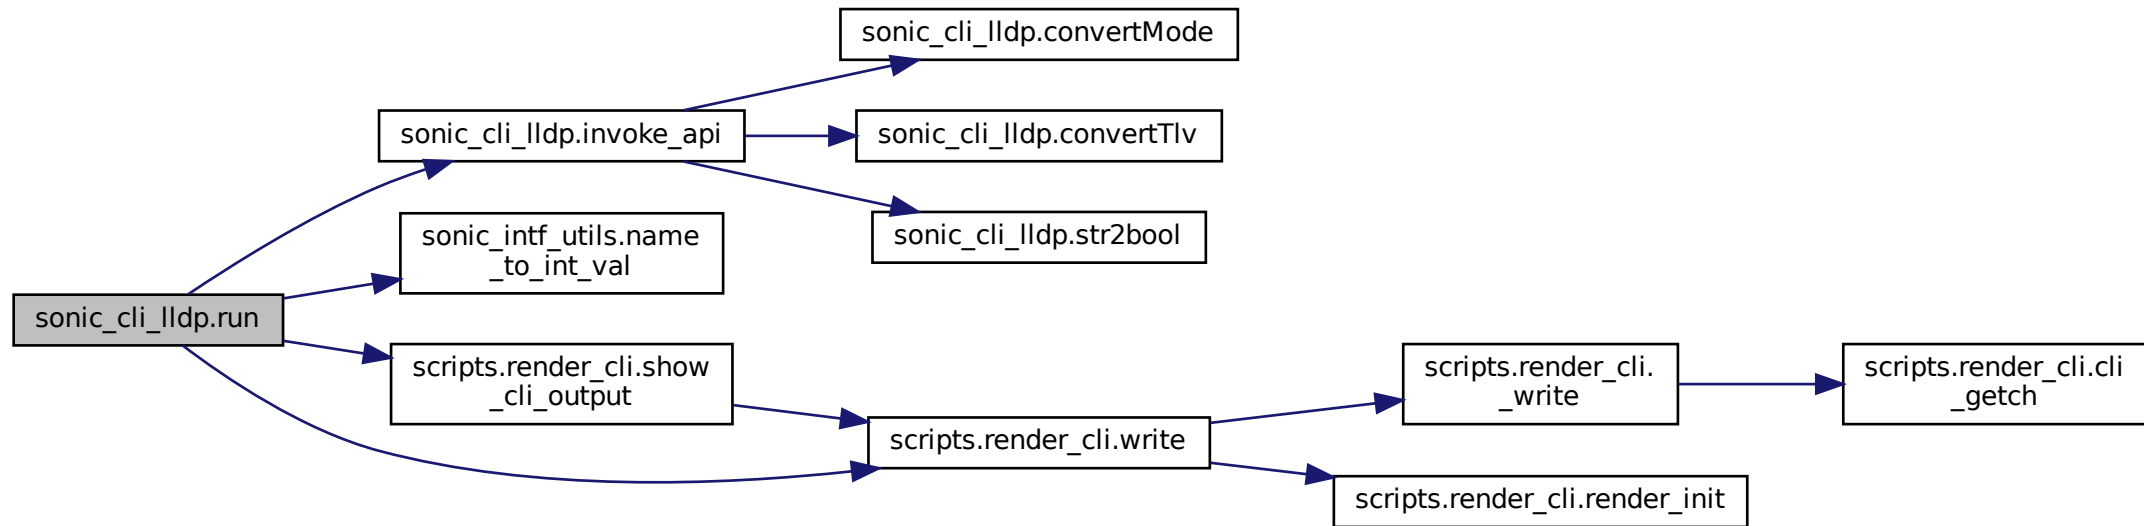 sonic_cli_lldp.convertMode
sonic_cli_lldp.invoke_api
sonic_cli_lldp.convertTlv
sonic_cli_lldp.str2bool
sonic_intf_utils.name
_to_int_val
sonic_cli_lldp.run
scripts.render_cli.show
_cli_output
scripts.render_cli.
_write
scripts.render_cli.cli
_getch
scripts.render_cli.write
scripts.render_cli.render_init